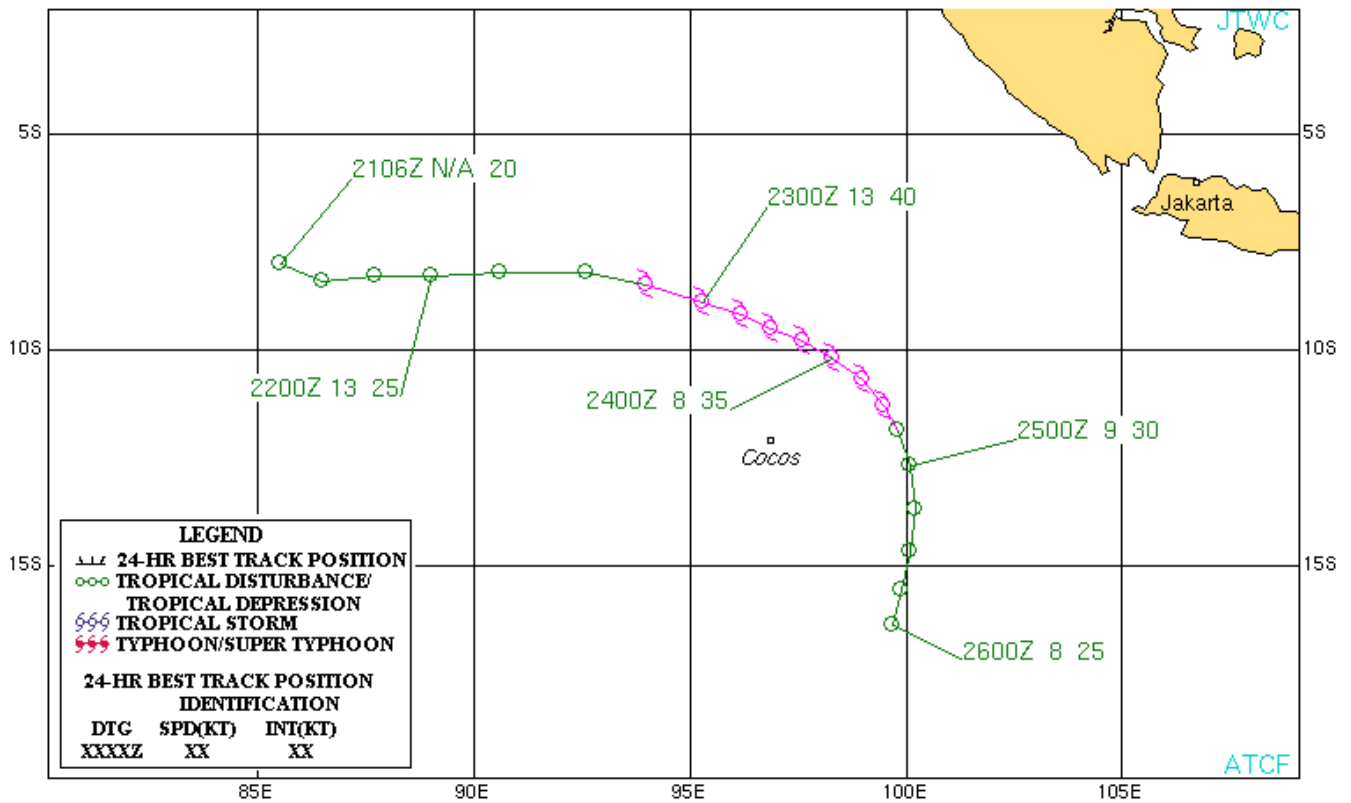 JTWC
5S
5S
2106Z N/A 20
2300Z 13 40
Jakarta
10S
10S
2200Z 13 25
2400Z 8 35
2500Z 9 30
Cocos
LEGEND
24-HR BEST TRACK POSITION
TROPICAL DISTURBANCE/
TROPICAL DEPRESSION
TROPICAL STORM
TYPHOON/SUPER TYPHOON
24-HR BEST TRACK POSITION
IDENTIFICATION
DTG SPD(KT) INT(KT)
XXXXZ XX XX
15S
15S
2600Z 8 25
ATCF
85E
90E
95E
100E
105E